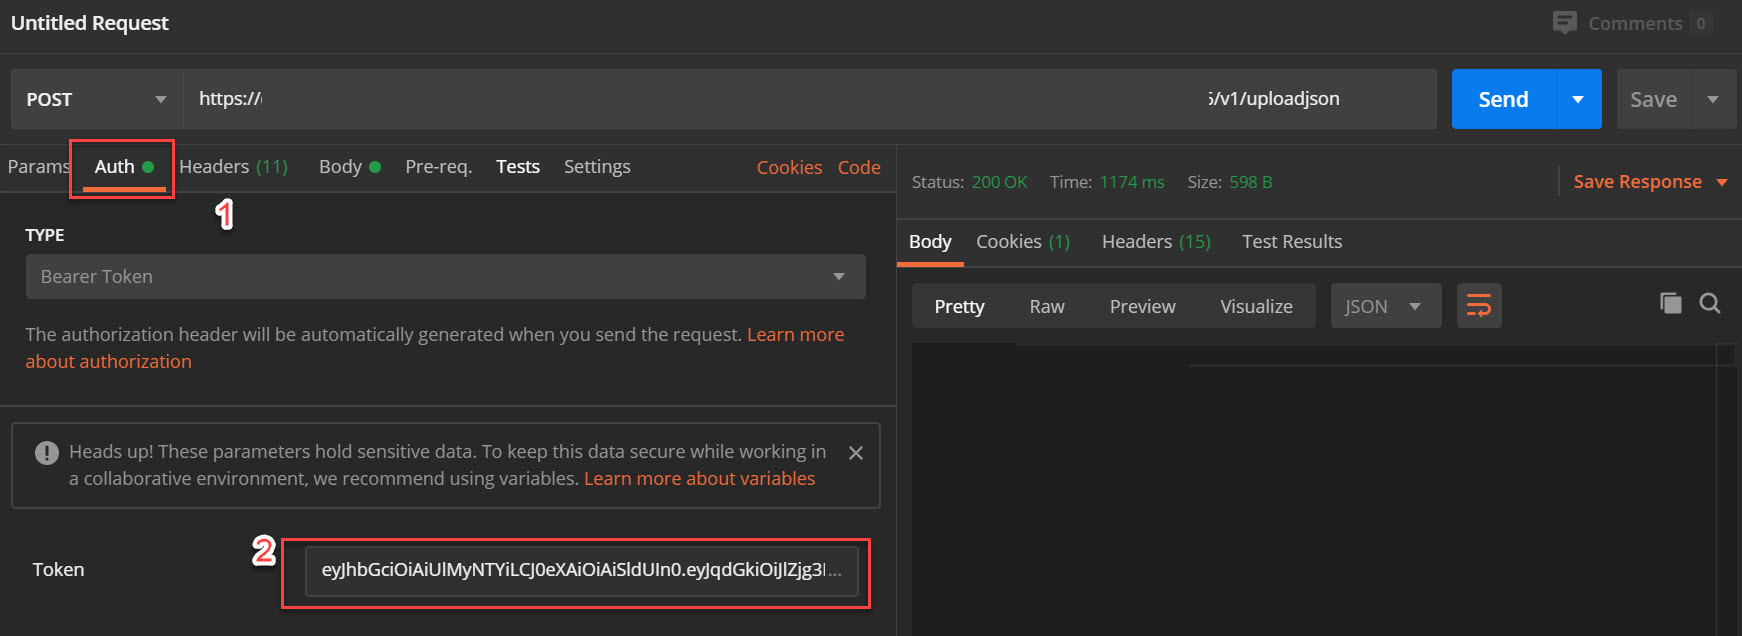 Untitled Request
Comments 0
POST
https://
/v1/uploadjson
Send
Save
Params
Auth
Headers (11)
Body
Pre-req.
Tests
Settings
Cookies
Code
1
TYPE
Bearer Token
The authorization header will be automatically generated when you send the request. Learn more
about authorization
Heads up! These parameters hold sensitive data. To keep this data secure while working in
a collaborative environment, we recommend using variables. Learn more about variables
2
Token
eyJhbGciOiAiUlMyNTYiLCJ0eXAiOiAiSldUIn0.eyJqdGkiOiJlZjg3...
Status: 200 OK
Time: 1174 ms
Size: 598 B
Save Response
Body
Cookies (1)
Headers (15)
Test Results
Pretty
Raw
Preview
Visualize
JSON